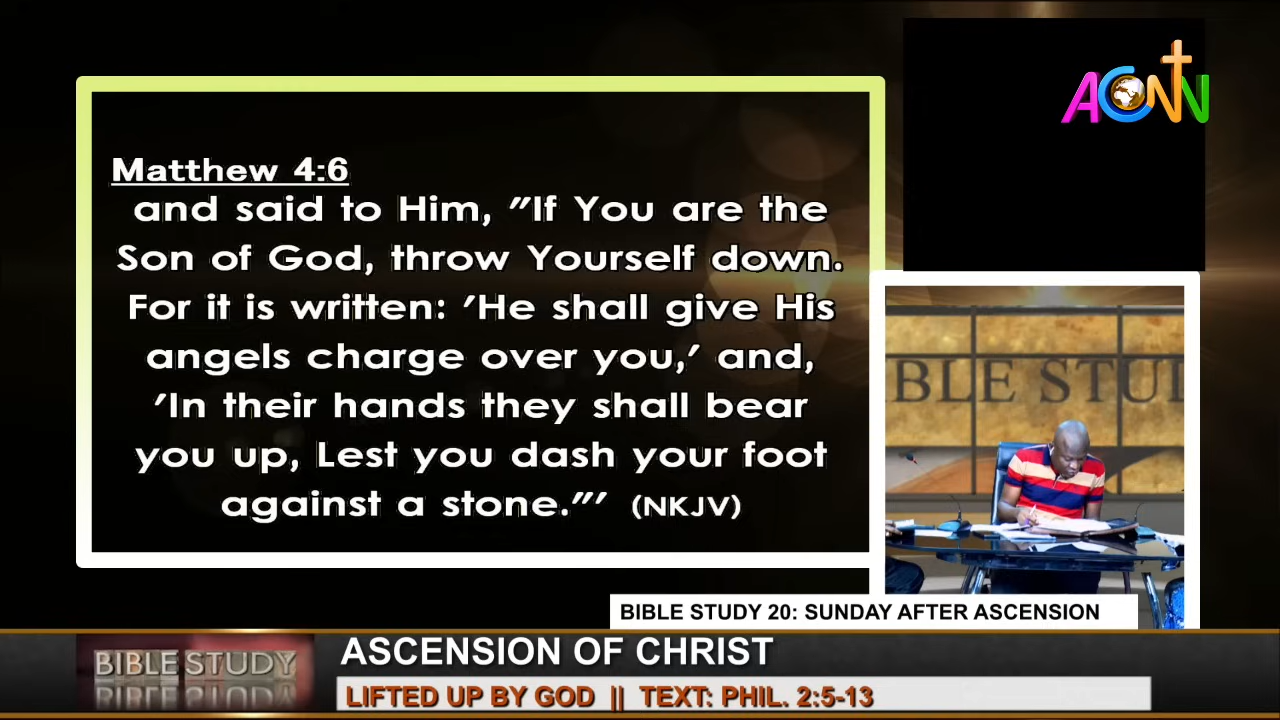 ACNN
Matthew 4:6
and said to Him, "If You are the
Son of God, throw Yourself down.
For it is written: 'He shall give His
angels charge over you,' and,
'In their hands they shall bear
you up, Lest you dash your foot
against a stone."' (NKJV)
BIBLE STUD
BIBLE STUDY 20: SUNDAY AFTER ASCENSION
BIBLE STUDY
ASCENSION OF CHRIST
LIFTED UP BY GOD || TEXT: PHIL. 2:5-13